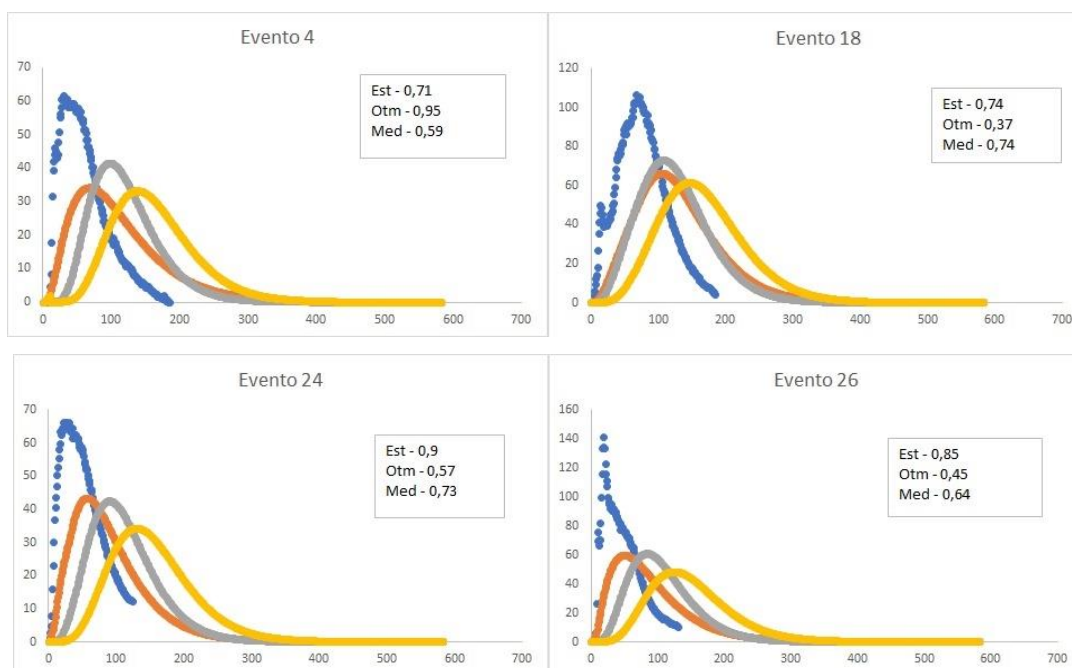 Evento 4
70
60
50
40
30
20
10
0
0 100 200 300 400 500 600 700
Est - 0,71
Otm - 0,95
Med - 0,59
Evento 18
120
100
80
60
40
20
0
0 100 200 300 400 500 600 700
Est - 0,74
Otm - 0,37
Med - 0,74
Evento 24
70
60
50
40
30
20
10
0
0 100 200 300 400 500 600 700
Est - 0,9
Otm - 0,57
Med - 0,73
Evento 26
160
140
120
100
80
60
40
20
0
0 100 200 300 400 500 600 700
Est - 0,85
Otm - 0,45
Med - 0,64